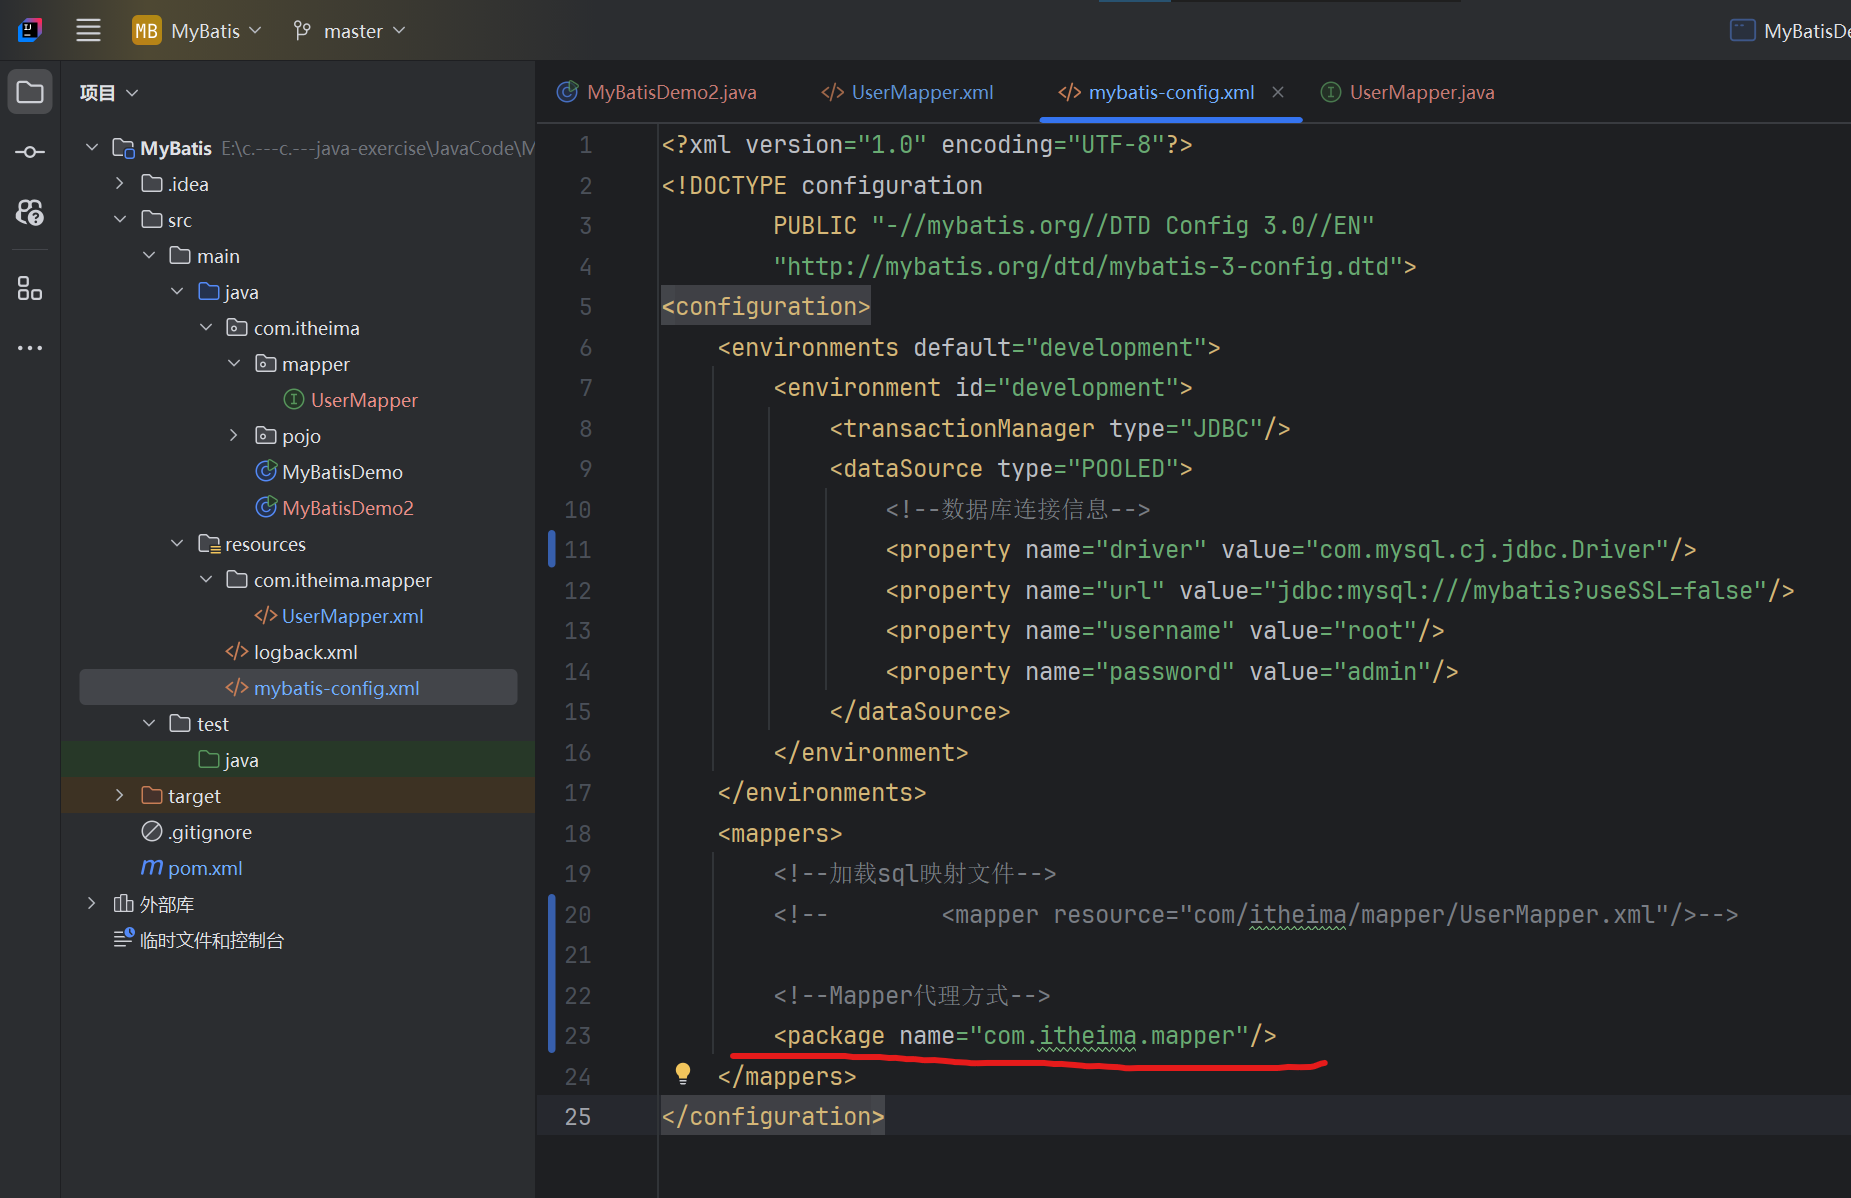 MB MyBatis master MyBatisDe
项目
MyBatis E:\c.---c.---java-exercise\JavaCode\M
.idea
src
main
java
com.itheima
mapper
UserMapper
pojo
MyBatisDemo
MyBatisDemo2
resources
com.itheima.mapper
UserMapper.xml
logback.xml
mybatis-config.xml
test
java
target
.gitignore
pom.xml
外部库
临时文件和控制台
MyBatisDemo2.java UserMapper.xml mybatis-config.xml UserMapper.java
1 <?xml version="1.0" encoding="UTF-8"?>
2 <!DOCTYPE configuration
3 PUBLIC "-//mybatis.org//DTD Config 3.0//EN"
4 "http://mybatis.org/dtd/mybatis-3-config.dtd">
5 <configuration>
6 <environments default="development">
7 <environment id="development">
8 <transactionManager type="JDBC"/>
9 <dataSource type="POOLED">
10 <!--数据库连接信息-->
11 <property name="driver" value="com.mysql.cj.jdbc.Driver"/>
12 <property name="url" value="jdbc:mysql:///mybatis?useSSL=false"/>
13 <property name="username" value="root"/>
14 <property name="password" value="admin"/>
15 </dataSource>
16 </environment>
17 </environments>
18 <mappers>
19 <!--加载sql映射文件-->
20 <!-- <mapper resource="com/itheima/mapper/UserMapper.xml"/>-->
21
22 <!--Mapper代理方式-->
23 <package name="com.itheima.mapper"/>
24 </mappers>
25 </configuration>